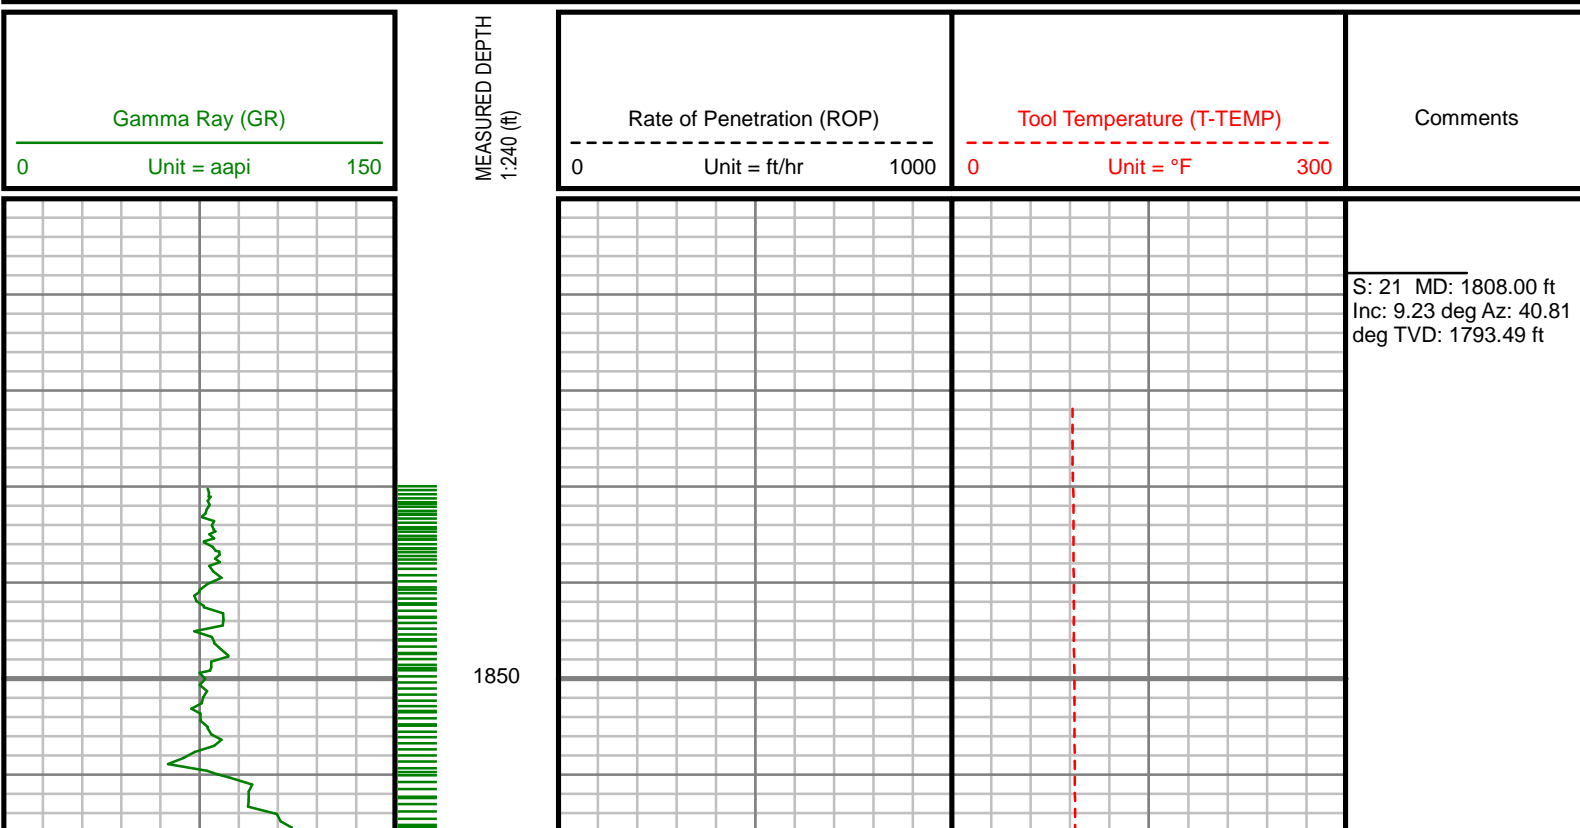 Gamma Ray (GR)
0 Unit = aapi 150
MEASURED DEPTH
1:240 (ft)
Rate of Penetration (ROP)
0 Unit = ft/hr 1000
Tool Temperature (T-TEMP)
0 Unit = °F 300
Comments
S: 21 MD: 1808.00 ft
Inc: 9.23 deg Az: 40.81
deg TVD: 1793.49 ft
1850